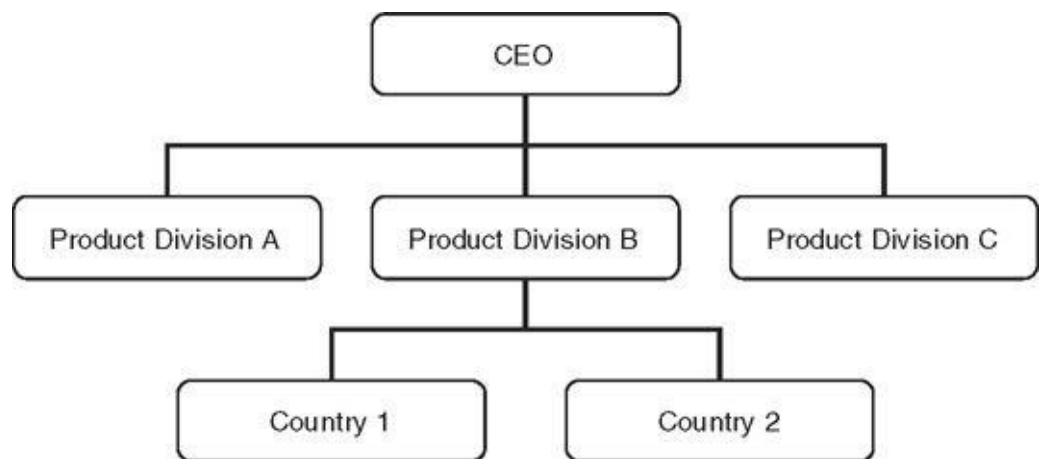 CEO
Product Division A
Product Division B
Product Division C
Country 1
Country 2